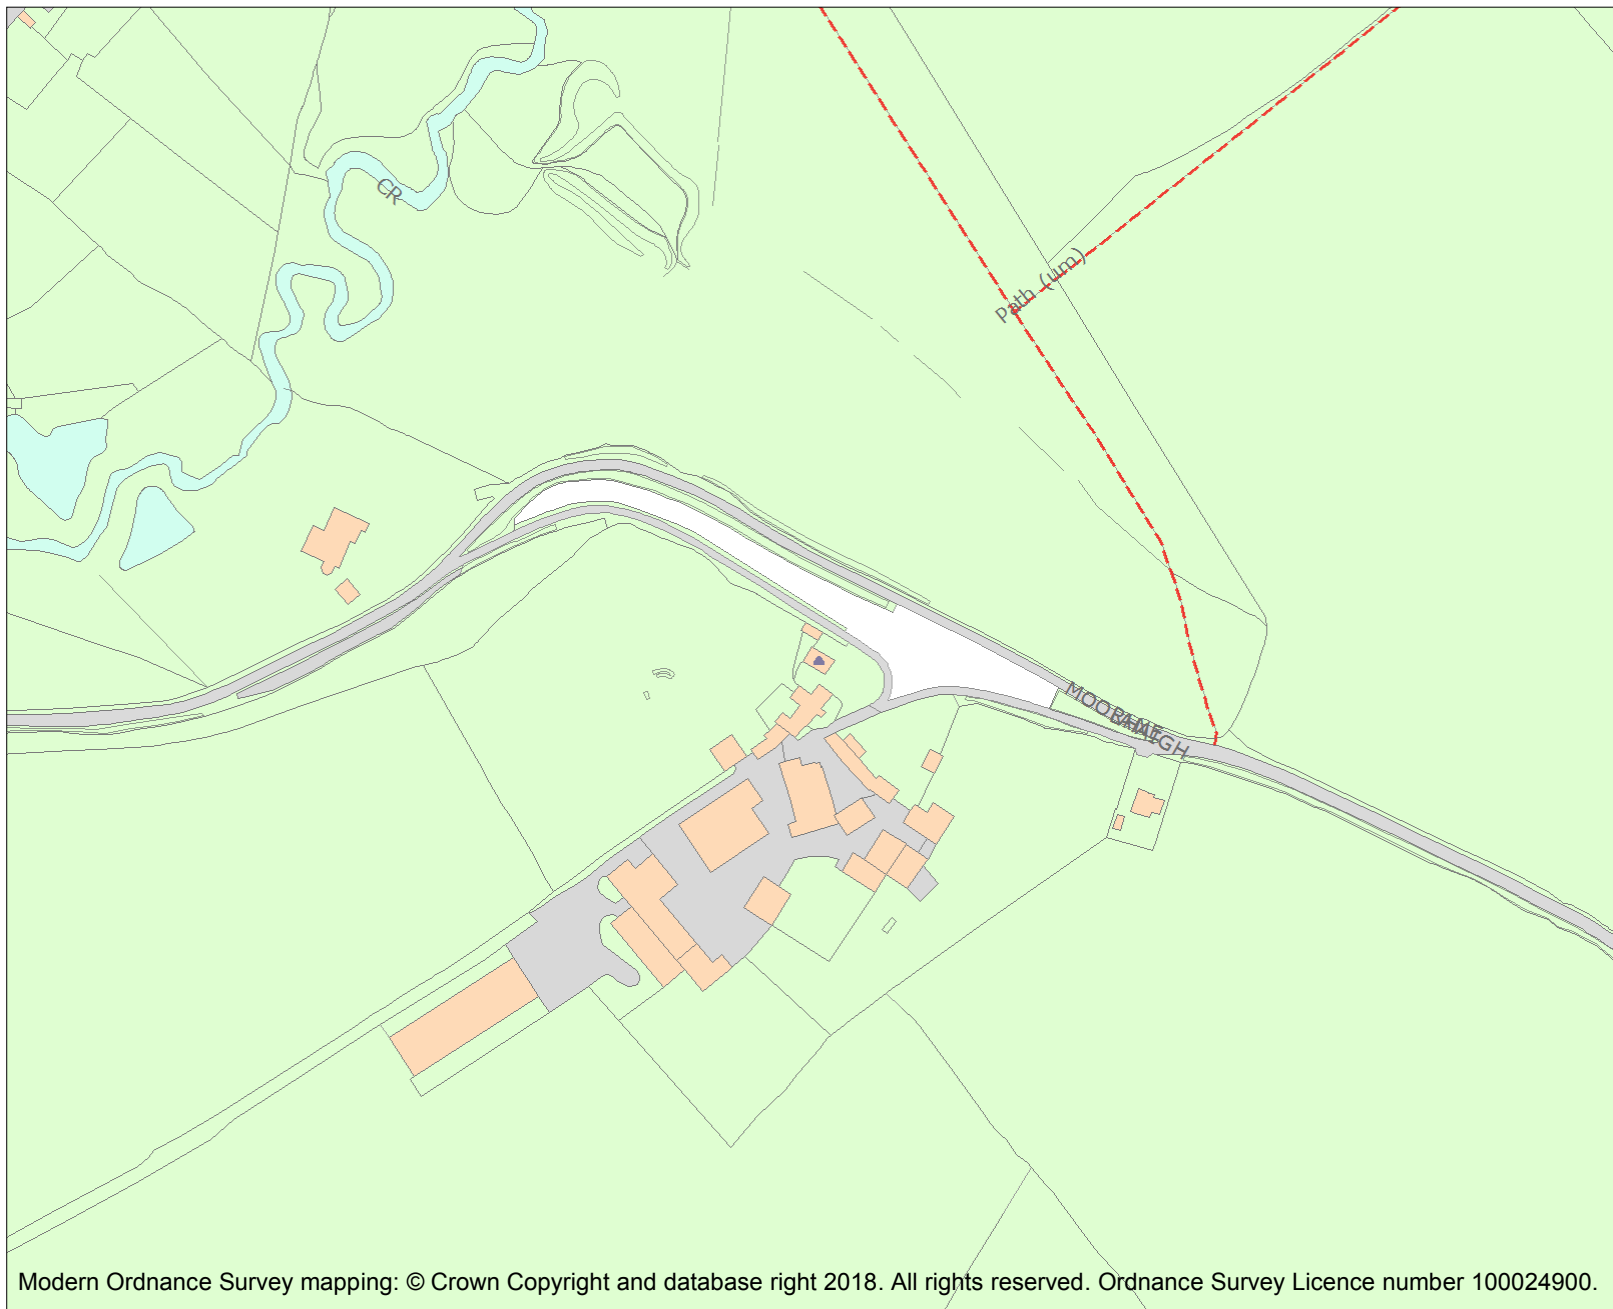 CR
Path (um)
Modern Ordnance Survey mapping: © Crown Copyright and database right 2018. All rights reserved. Ordnance Survey Licence number 100024900.